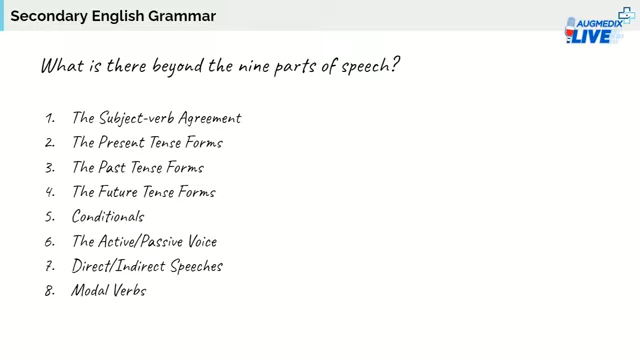 Secondary English Grammar
AUGMEDIX
LIVE
What is there beyond the nine parts of speech?
1. The Subject-verb Agreement
2. The Present Tense Forms
3. The Past Tense Forms
4. The Future Tense Forms
5. Conditionals
6. The Active/Passive Voice
7. Direct/Indirect Speeches
8. Modal Verbs